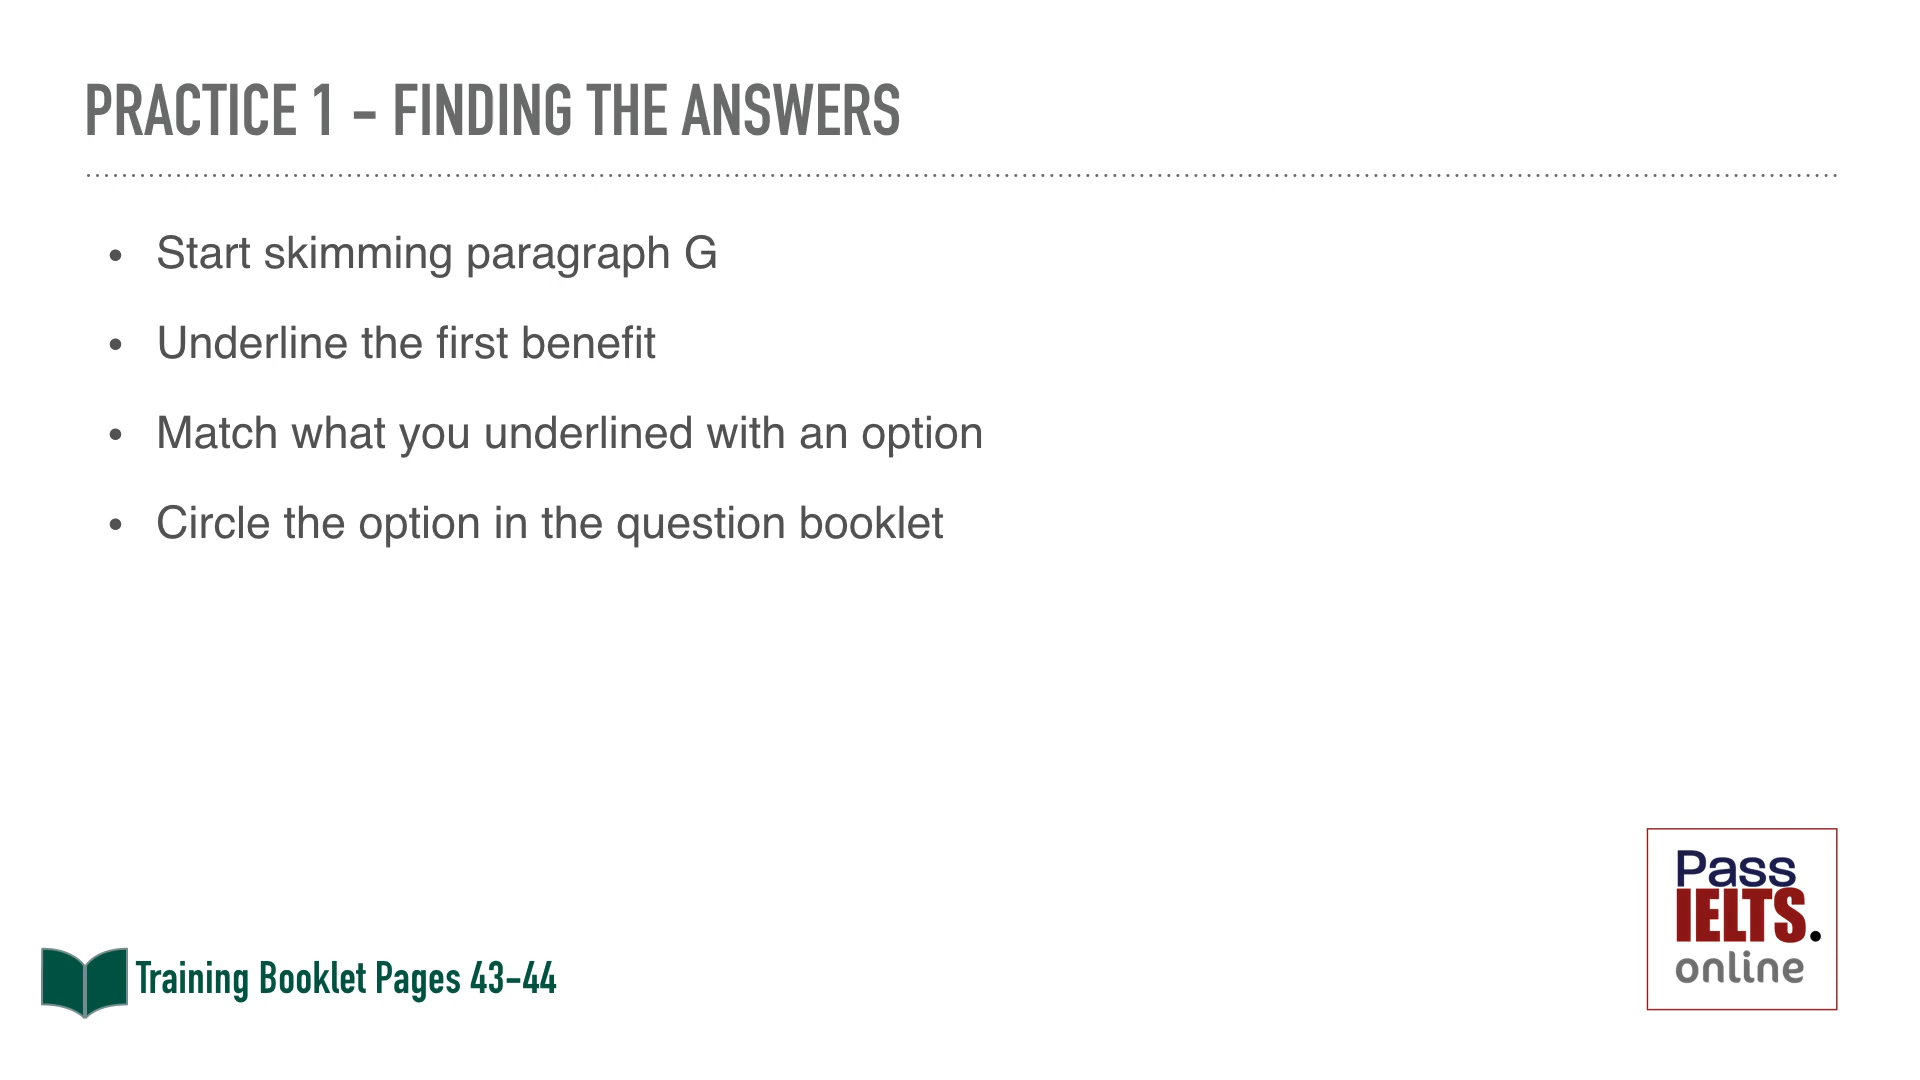 PRACTICE 1 – FINDING THE ANSWERS
• Start skimming paragraph G
• Underline the first benefit
• Match what you underlined with an option
• Circle the option in the question booklet
Training Booklet Pages 43–44
Pass
IELTS.
online